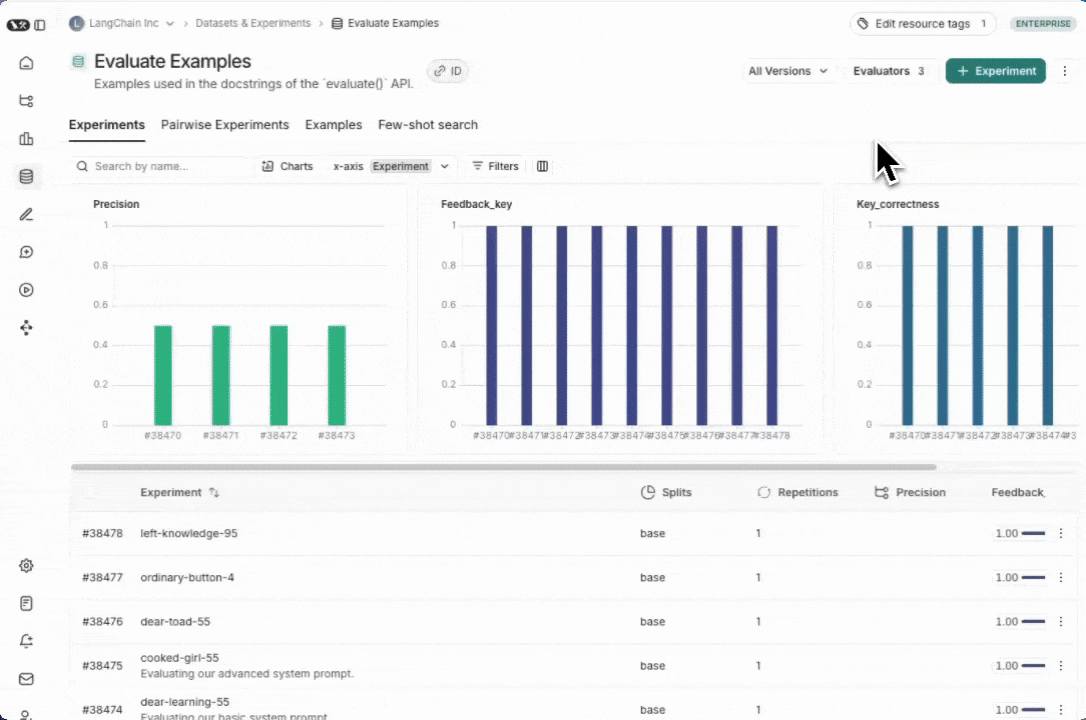 LangChain Inc > Datasets & Experiments > Evaluate Examples
Edit resource tags 1
ENTERPRISE
Evaluate Examples
Examples used in the docstrings of the `evaluate()` API.
ID
All Versions
Evaluators 3
+ Experiment
Experiments Pairwise Experiments Examples Few-shot search
Search by name... Charts x-axis Experiment Filters
Precision
1
0.8
0.6
0.4
0.2
0
#38470 #38471 #38472 #38473
Feedback_key
1
0.8
0.6
0.4
0.2
0
#38470 #38471 #38472 #38473 #38474 #38475 #38476 #38477 #38478
Key_correctness
1
0.8
0.6
0.4
0.2
0
#38470 #38471 #38472 #38473 #38474 #3
Experiment Splits Repetitions Precision Feedback_
#38478 left-knowledge-95 base 1 1.00
#38477 ordinary-button-4 base 1 1.00
#38476 dear-toad-55 base 1 1.00
#38475 cooked-girl-55 base 1 1.00
Evaluating our advanced system prompt.
#38474 dear-learning-55 base 1 1.00
Evaluating our basic system prompt